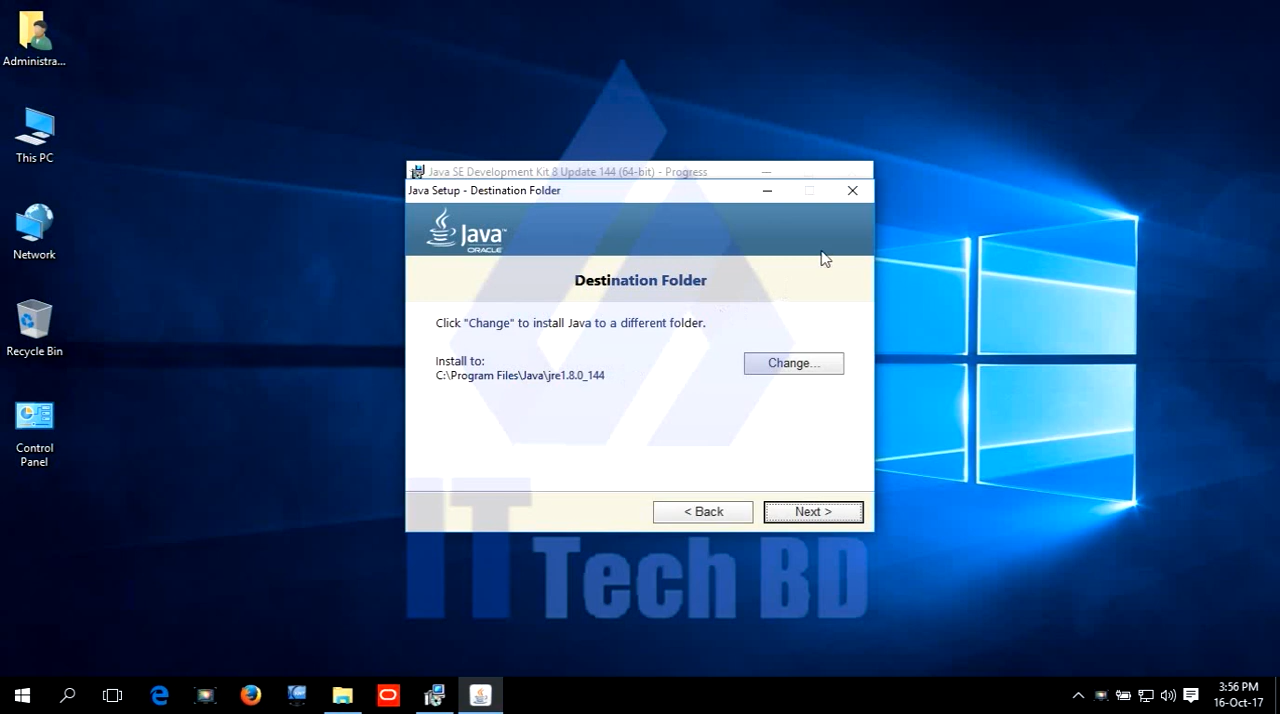 Administra...
This PC
Network
Recycle Bin
Control
Panel
Java SE Development Kit 8 Update 144 (64-bit) - Progress
Java Setup - Destination Folder
Java™
ORACLE
Destination Folder
Click "Change" to install Java to a different folder.
Install to:
C:\Program Files\Java\jre1.8.0_144
Change...
< Back
Next >
IT Tech BD
3:56 PM
16-Oct-17